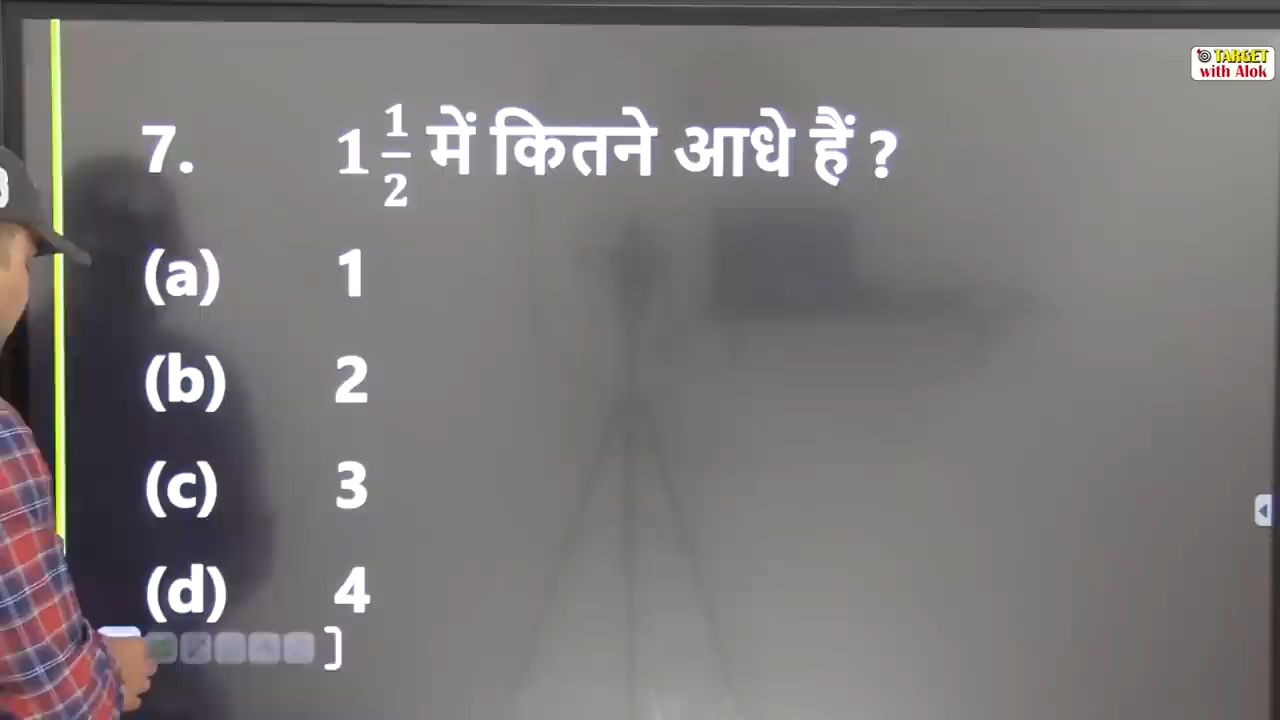 TARGET
with Alok
7. 1 1/2 में कितने आधे हैं ?
(a) 1
(b) 2
(c) 3
(d) 4
]